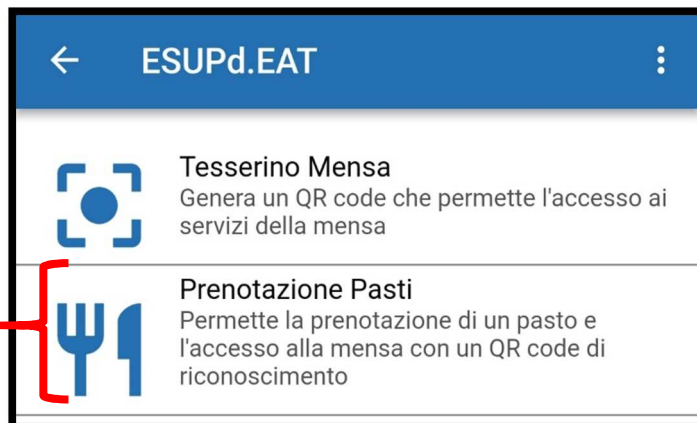 ESUPd.EAT
Tesserino Mensa
Genera un QR code che permette l'accesso ai
servizi della mensa
Prenotazione Pasti
Permette la prenotazione di un pasto e
l'accesso alla mensa con un QR code di
riconoscimento